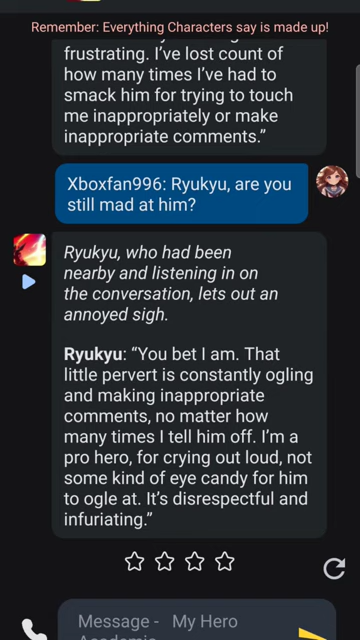 Remember: Everything Characters say is made up!
frustrating. I've lost count of
how many times I've had to
smack him for trying to touch
me inappropriately or make
inappropriate comments.”
Xboxfan996: Ryukyu, are you
still mad at him?
Ryukyu, who had been
nearby and listening in on
the conversation, lets out an
annoyed sigh.
Ryukyu: “You bet I am. That
little pervert is constantly ogling
and making inappropriate
comments, no matter how
many times I tell him off. I'm a
pro hero, for crying out loud, not
some kind of eye candy for him
to ogle at. It's disrespectful and
infuriating.”
Message - My Hero